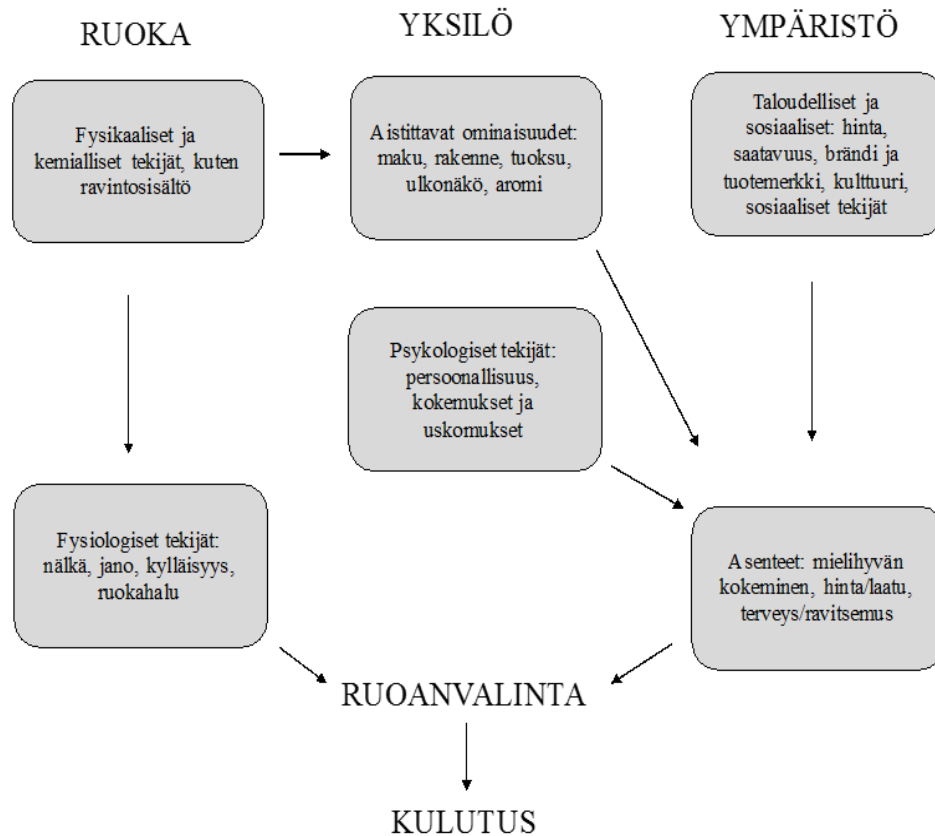 RUOKA
YKSILÖ
YMPÄRISTÖ
Fysikaaliset ja
kemialliset tekijät, kuten
ravintosisältö
Aistittavat ominaisuudet:
maku, rakenne, tuoksu,
ulkonäkö, aromi
Taloudelliset ja
sosiaaliset: hinta,
saatavuus, brändi ja
tuotemerkki, kulttuuri,
sosiaaliset tekijät
Psykologiset tekijät:
persoonallisuus,
kokemukset ja
uskomukset
Fysiologiset tekijät:
nälkä, jano, kylläisyys,
ruokahalu
Asenteet: mielihyvän
kokeminen, hinta/laatu,
terveys/ravitsemus
RUOANVALINTA
KULUTUS